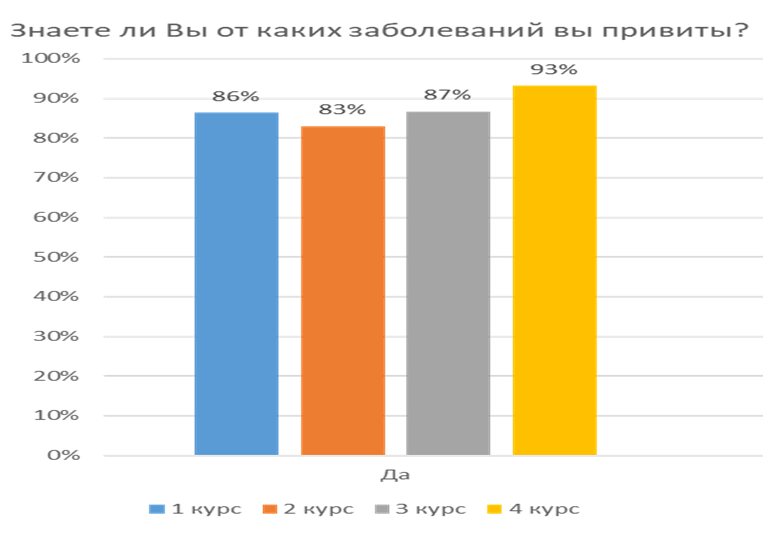 Знаете ли Вы от каких заболеваний вы привиты?
100%
90%
80%
70%
60%
50%
40%
30%
20%
10%
0%
86%
83%
87%
93%
Да
1 курс
2 курс
3 курс
4 курс